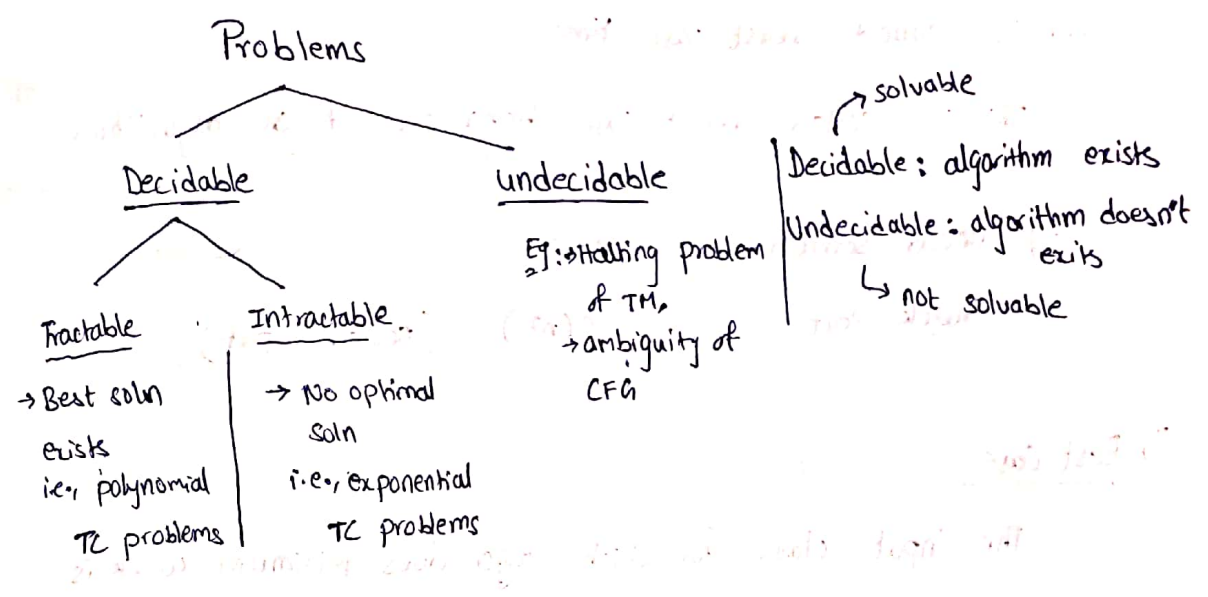 Problems
Decidable
undecidable
Tractable
Intractable
→ Best soln
exists
i.e., polynomial
TC problems
→ No optimal
soln
i.e., exponential
TC problems
Eg:→Halting problem
of TM,
→ambiguity of
CFG
→ solvable
Decidable: algorithm exists
Undecidable: algorithm doesn't
exits
↳ not solvable